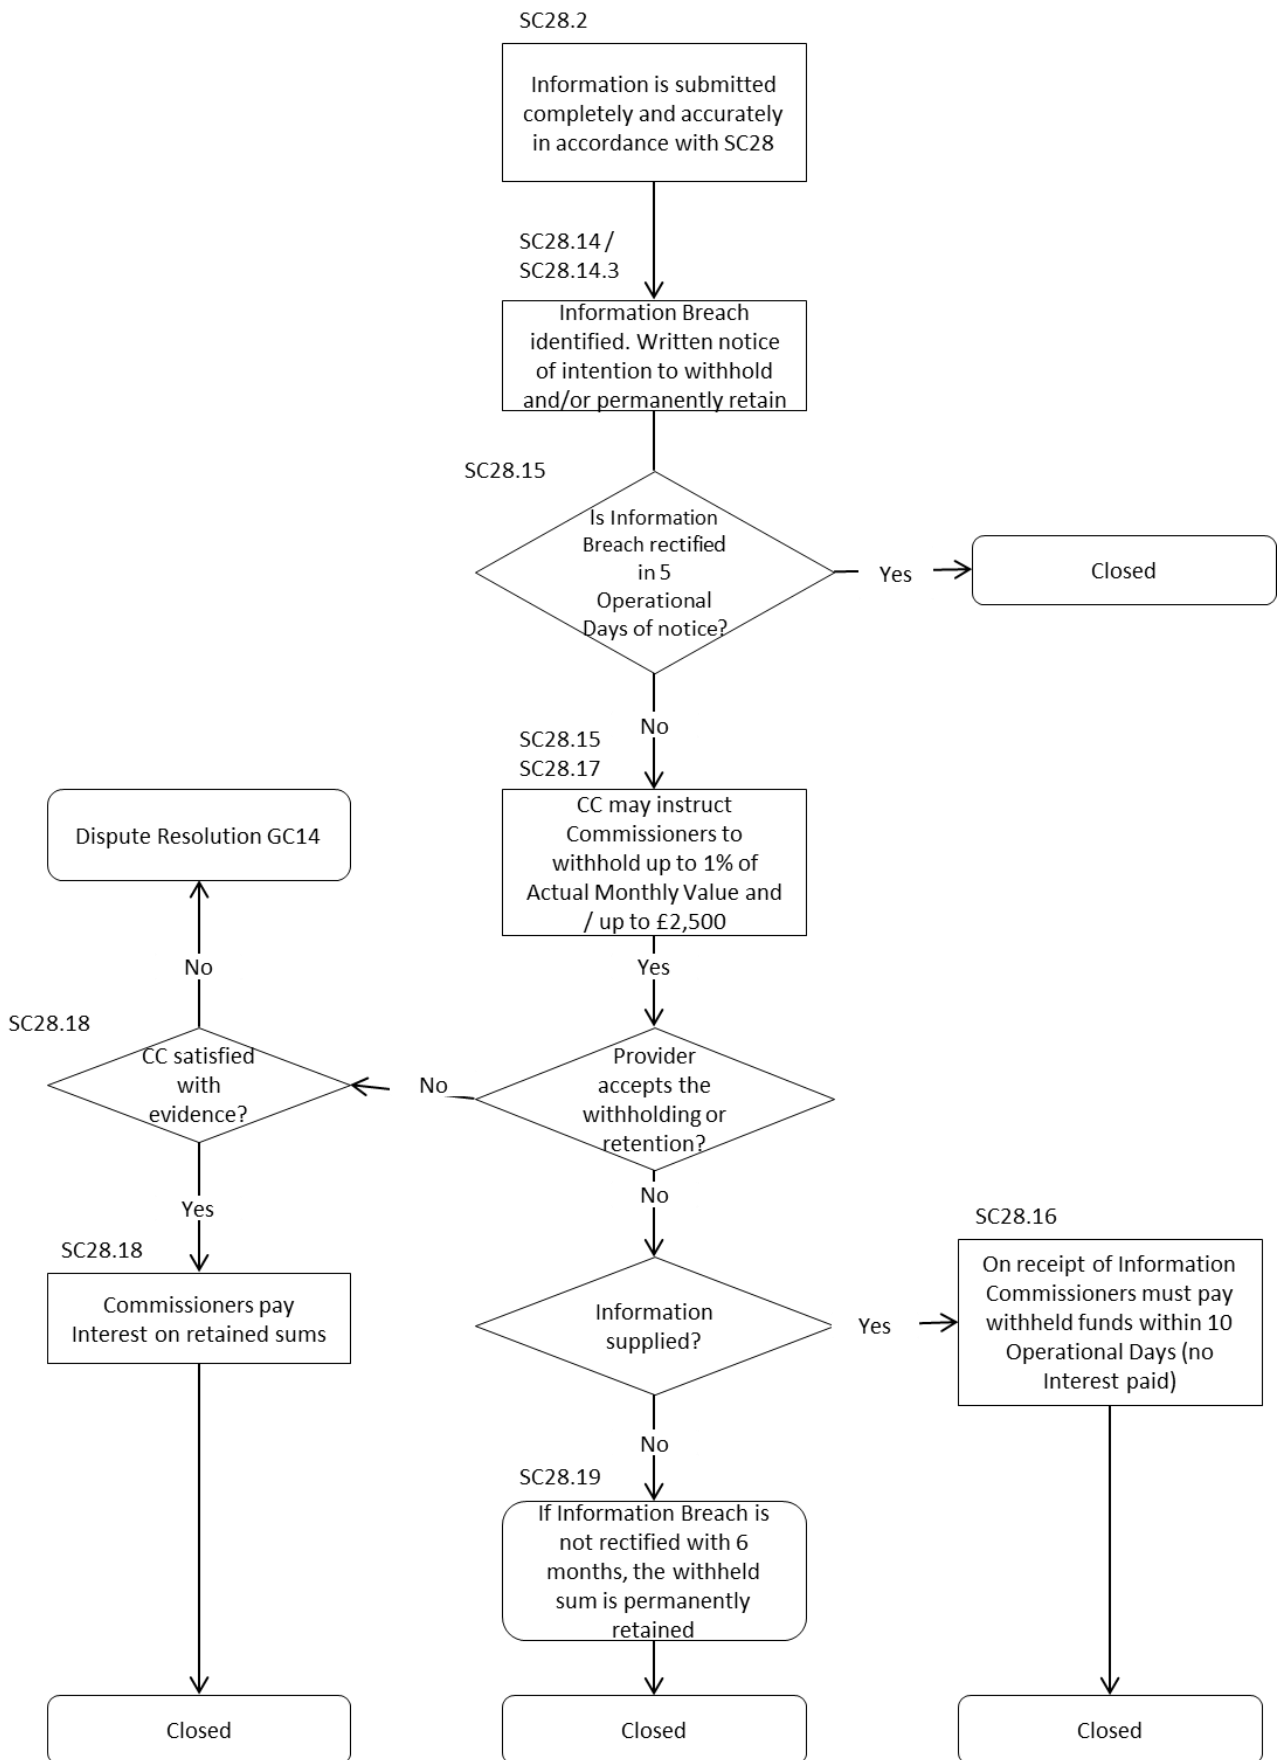 SC28.2
Information is submitted
completely and accurately
in accordance with SC28
SC28.14 /
SC28.14.3
Information Breach
identified. Written notice
of intention to withhold
and/or permanently retain
SC28.15
Is Information
Breach rectified
in 5
Operational
Days of notice?
Yes
Closed
No
SC28.15
SC28.17
CC may instruct
Commissioners to
withhold up to 1% of
Actual Monthly Value and
/ up to £2,500
Dispute Resolution GC14
No
Yes
SC28.18
CC satisfied
with
evidence?
No
Provider
accepts the
withholding or
retention?
Yes
No
SC28.18
Commissioners pay
Interest on retained sums
Information
supplied?
Yes
SC28.16
On receipt of Information
Commissioners must pay
withheld funds within 10
Operational Days (no
Interest paid)
No
SC28.19
If Information Breach is
not rectified with 6
months, the withheld
sum is permanently
retained
Closed
Closed
Closed